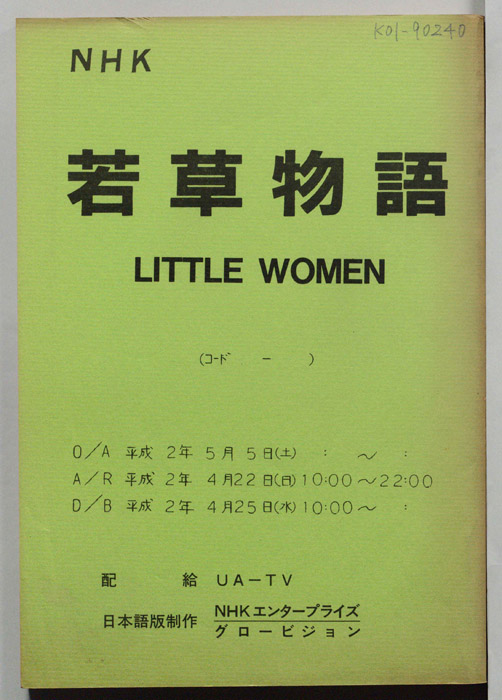 K01-90240
NHK
若草物語
LITTLE WOMEN
(コード － )
O/A 平成 2年 5月 5日(土) : ～ :
A/R 平成 2年 4月22日(日)10:00～22:00
D/B 平成 2年 4月25日(水)10:00～ :
配給 UA－TV
日本語版制作 NHKエンタープライズ
グロービジョン